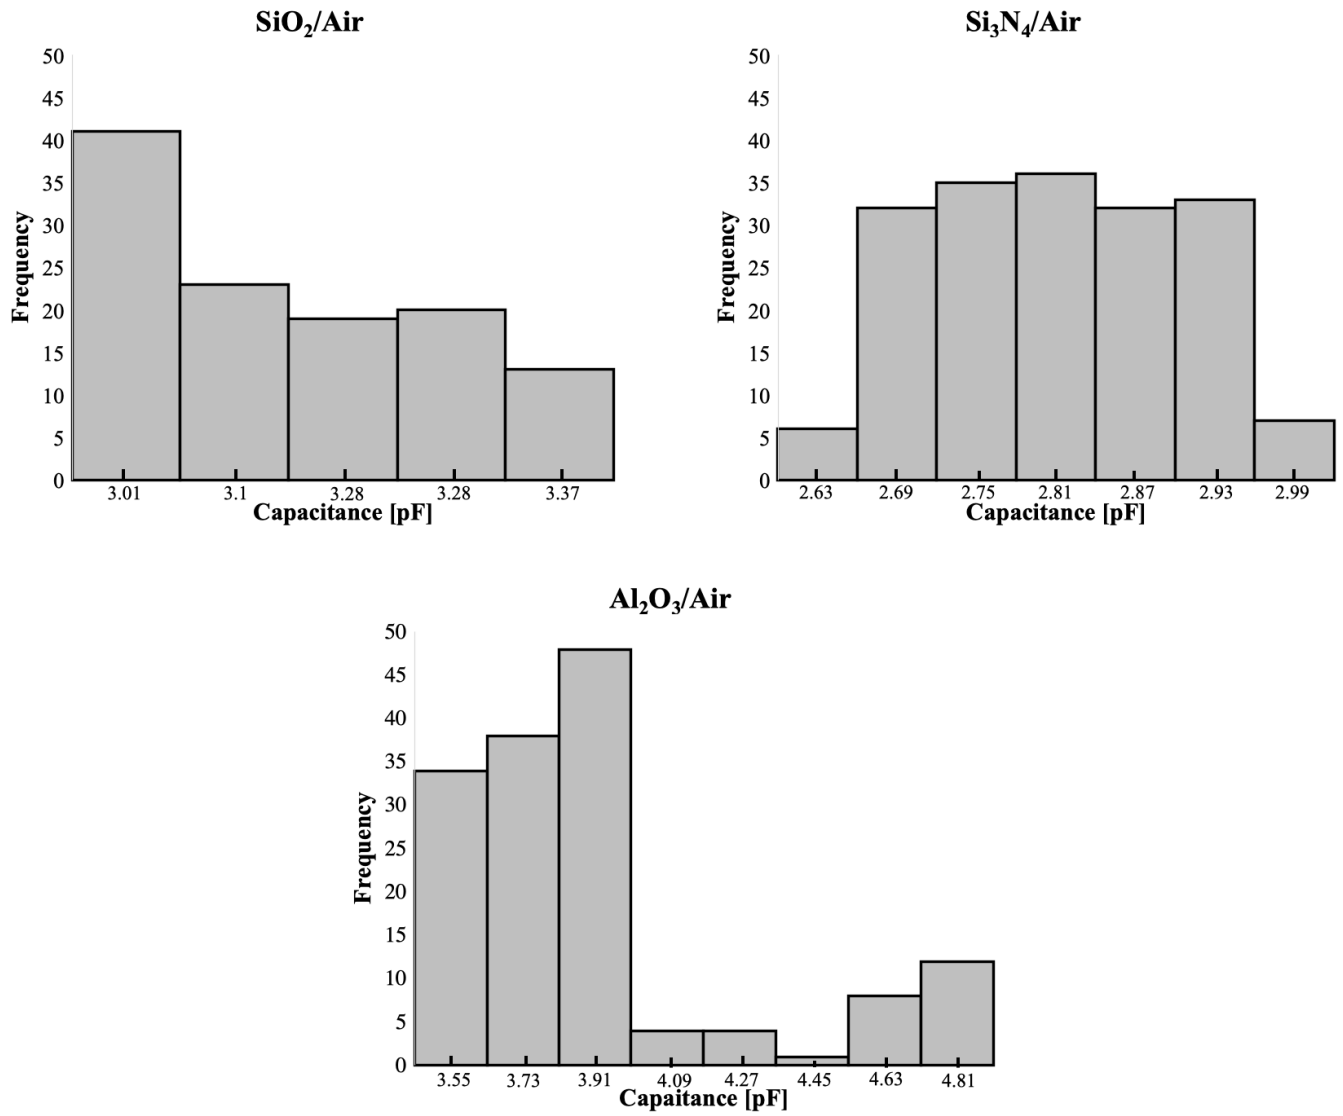 SiO₂/Air
50
45
40
35
30
25
20
15
10
5
0
Frequency
3.01 3.1 3.28 3.28 3.37
Capacitance [pF]
Si₃N₄/Air
50
45
40
35
30
25
20
15
10
5
0
Frequency
2.63 2.69 2.75 2.81 2.87 2.93 2.99
Capacitance [pF]
Al₂O₃/Air
50
45
40
35
30
25
20
15
10
5
0
Frequency
3.55 3.73 3.91 4.09 4.27 4.45 4.63 4.81
Capaitance [pF]